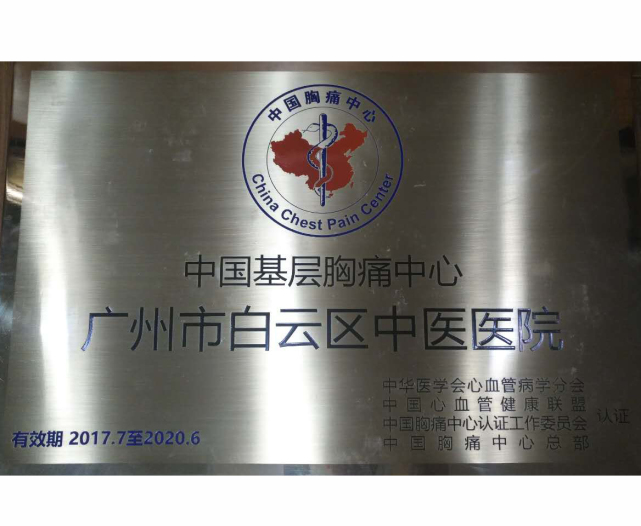 中国胸痛中心
China Chest Pain Center
中国基层胸痛中心
广州市白云区中医医院
中华医学会心血管病学分会
中国心血管健康联盟
中国胸痛中心认证工作委员会
中国胸痛中心总部
认证
有效期 2017.7至2020.6